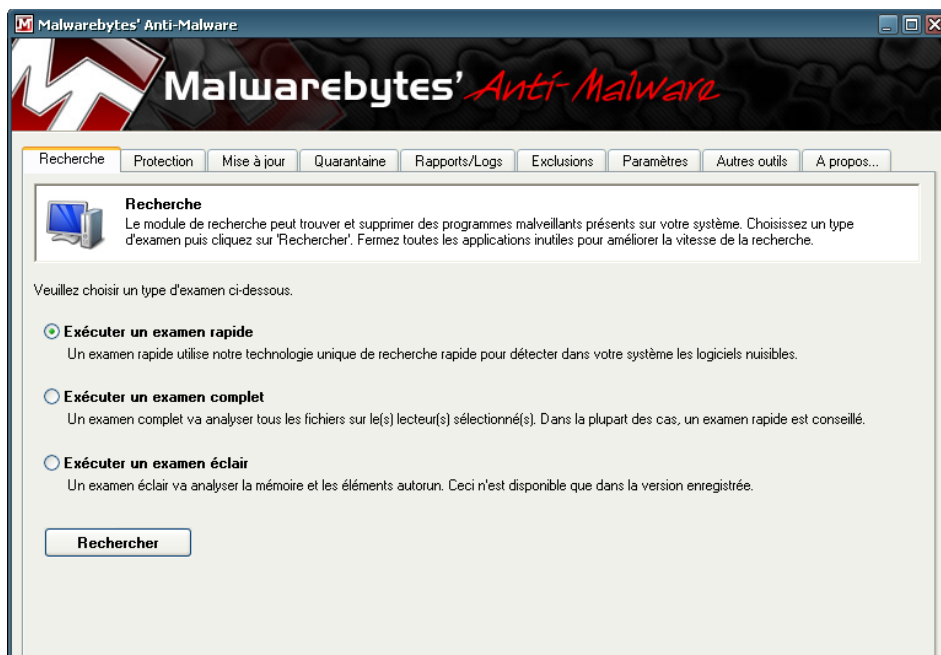 Malwarebytes' Anti-Malware
Malwarebytes' Anti-Malware
Recherche Protection Mise à jour Quarantaine Rapports/Logs Exclusions Paramètres Autres outils A propos...
Recherche
Le module de recherche peut trouver et supprimer des programmes malveillants présents sur votre système. Choisissez un type
d'examen puis cliquez sur 'Rechercher'. Fermez toutes les applications inutiles pour améliorer la vitesse de la recherche.
Veuillez choisir un type d'examen ci-dessous.
Exécuter un examen rapide
Un examen rapide utilise notre technologie unique de recherche rapide pour détecter dans votre système les logiciels nuisibles.
Exécuter un examen complet
Un examen complet va analyser tous les fichiers sur le(s) lecteur(s) sélectionné(s). Dans la plupart des cas, un examen rapide est conseillé.
Exécuter un examen éclair
Un examen éclair va analyser la mémoire et les éléments autorun. Ceci n'est disponible que dans la version enregistrée.
Rechercher